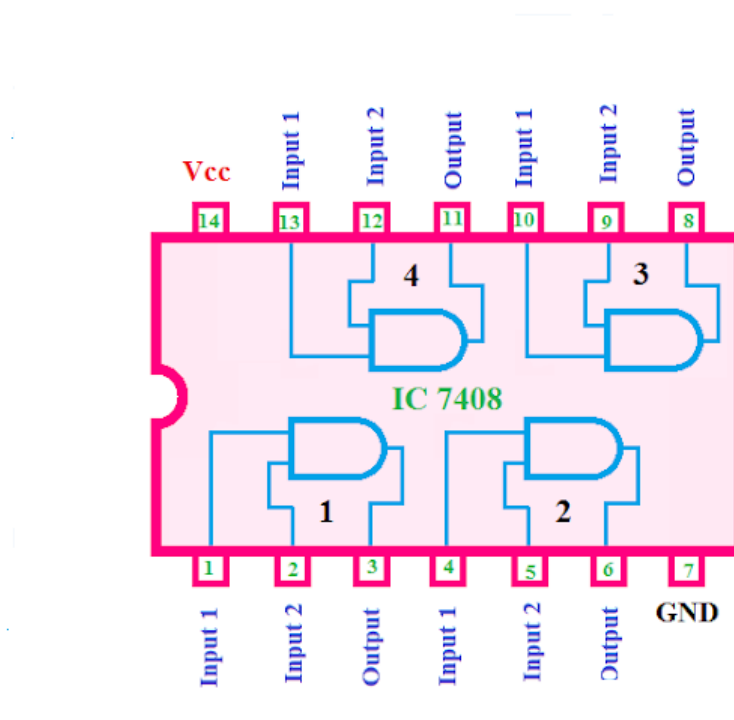 Input 1 Input 2 Output Input 1 Input 2 Output
Vcc
14 13 12 11 10 9 8
4 3
IC 7408
1 2
1 2 3 4 5 6 7
GND
Input 1 Input 2 Output Input 1 Input 2 Output